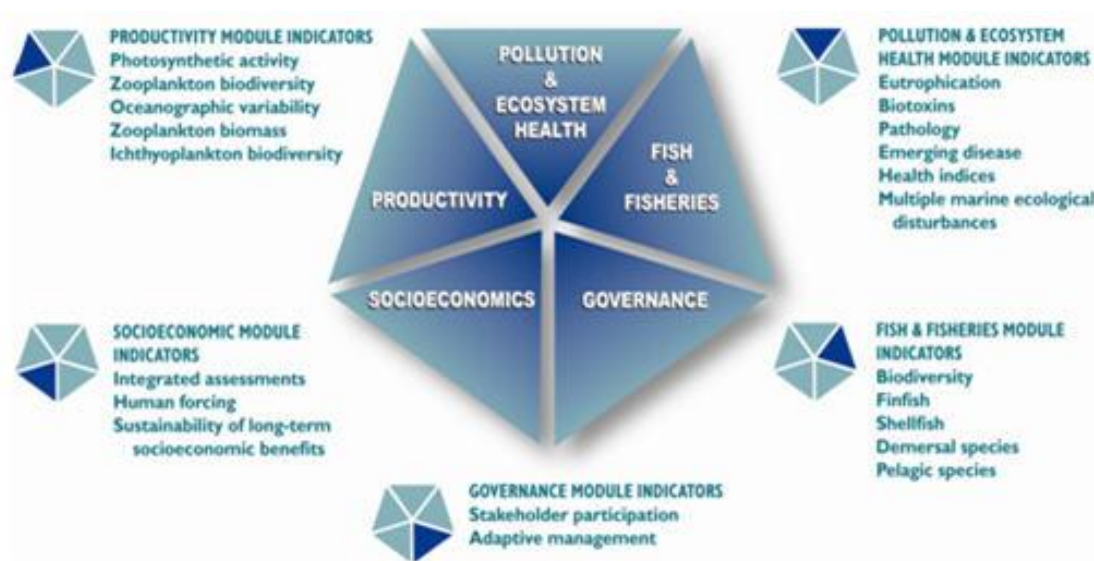 PRODUCTIVITY MODULE INDICATORS
Photosynthetic activity
Zooplankton biodiversity
Oceanographic variability
Zooplankton biomass
Ichthyoplankton biodiversity
POLLUTION
&
ECOSYSTEM
HEALTH
FISH
&
FISHERIES
PRODUCTIVITY
SOCIOECONOMICS
GOVERNANCE
POLLUTION & ECOSYSTEM
HEALTH MODULE INDICATORS
Eutrophication
Biotoxins
Pathology
Emerging disease
Health indices
Multiple marine ecological
disturbances
SOCIOECONOMIC MODULE
INDICATORS
Integrated assessments
Human forcing
Sustainability of long-term
socioeconomic benefits
FISH & FISHERIES MODULE
INDICATORS
Biodiversity
Finfish
Shellfish
Demersal species
Pelagic species
GOVERNANCE MODULE INDICATORS
Stakeholder participation
Adaptive management